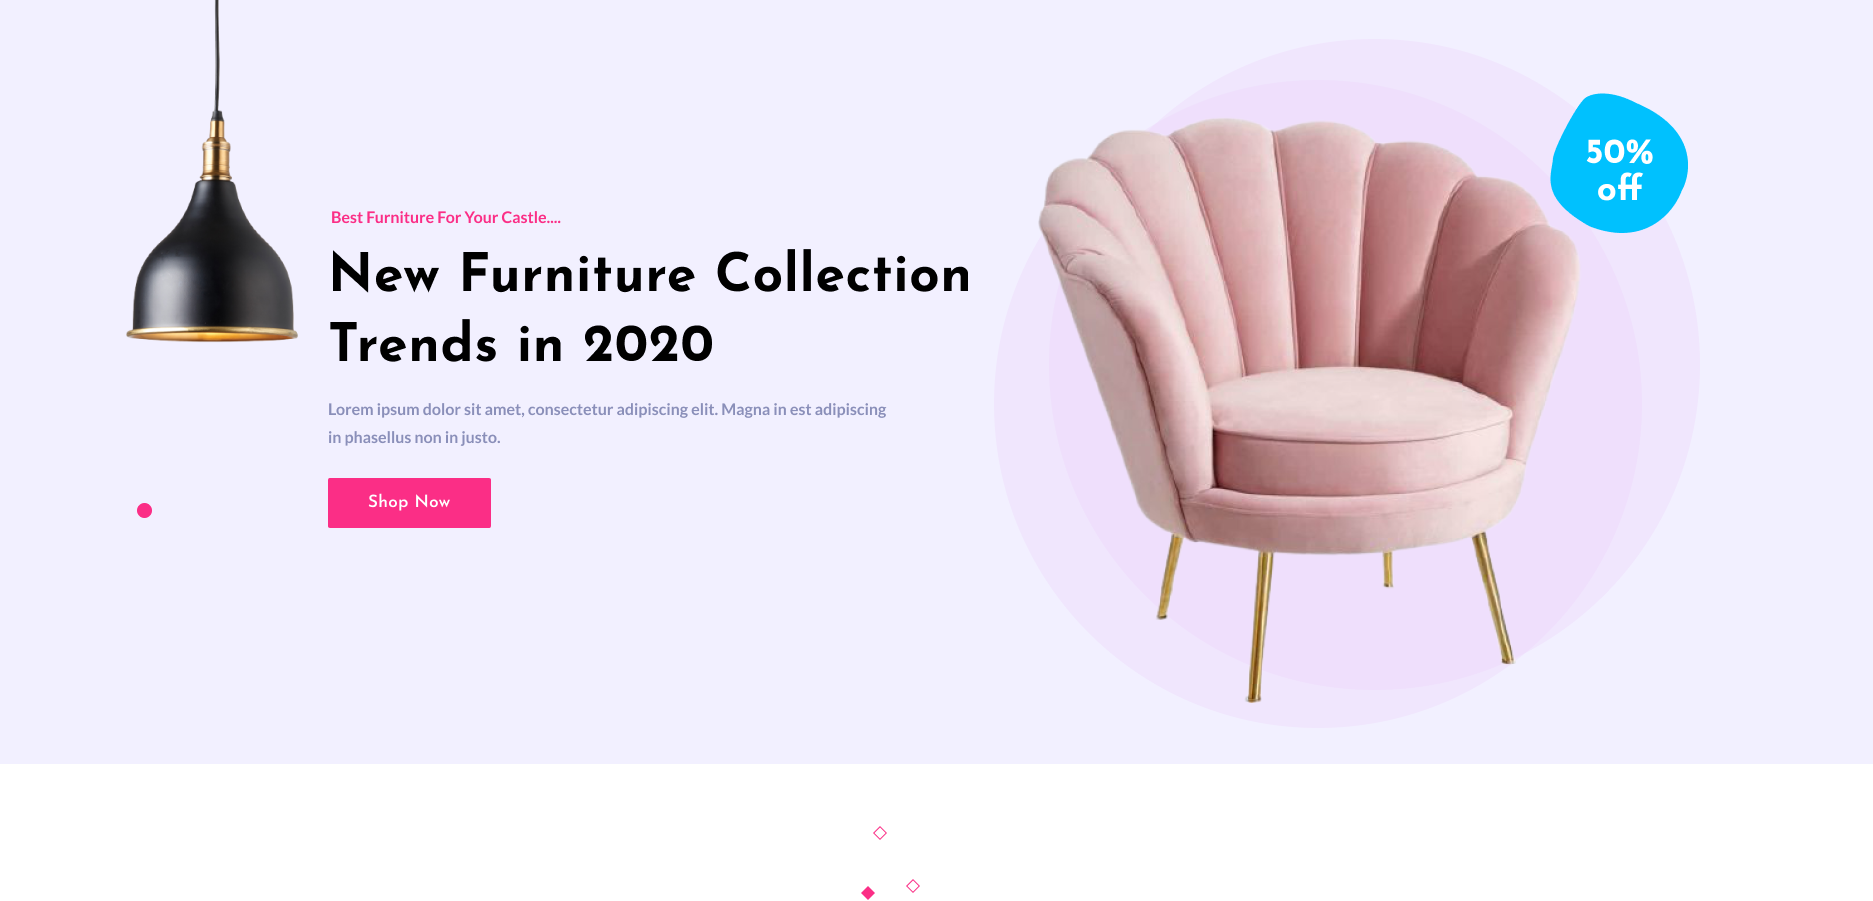 Best Furniture For Your Castle....
New Furniture Collection
Trends in 2020
Lorem ipsum dolor sit amet, consectetur adipiscing elit. Magna in est adipiscing
in phasellus non in justo.
Shop Now
50%
off